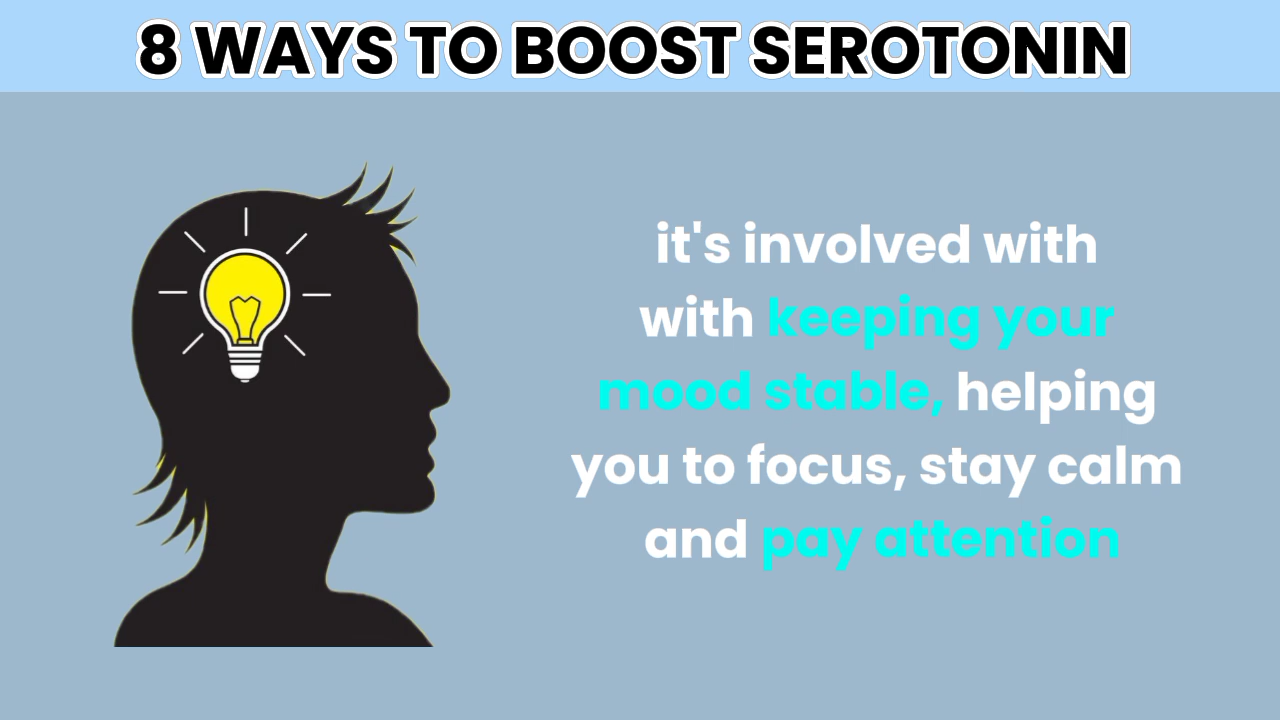 8 WAYS TO BOOST SEROTONIN
it's involved with
with keeping your
mood stable, helping
you to focus, stay calm
and pay attention